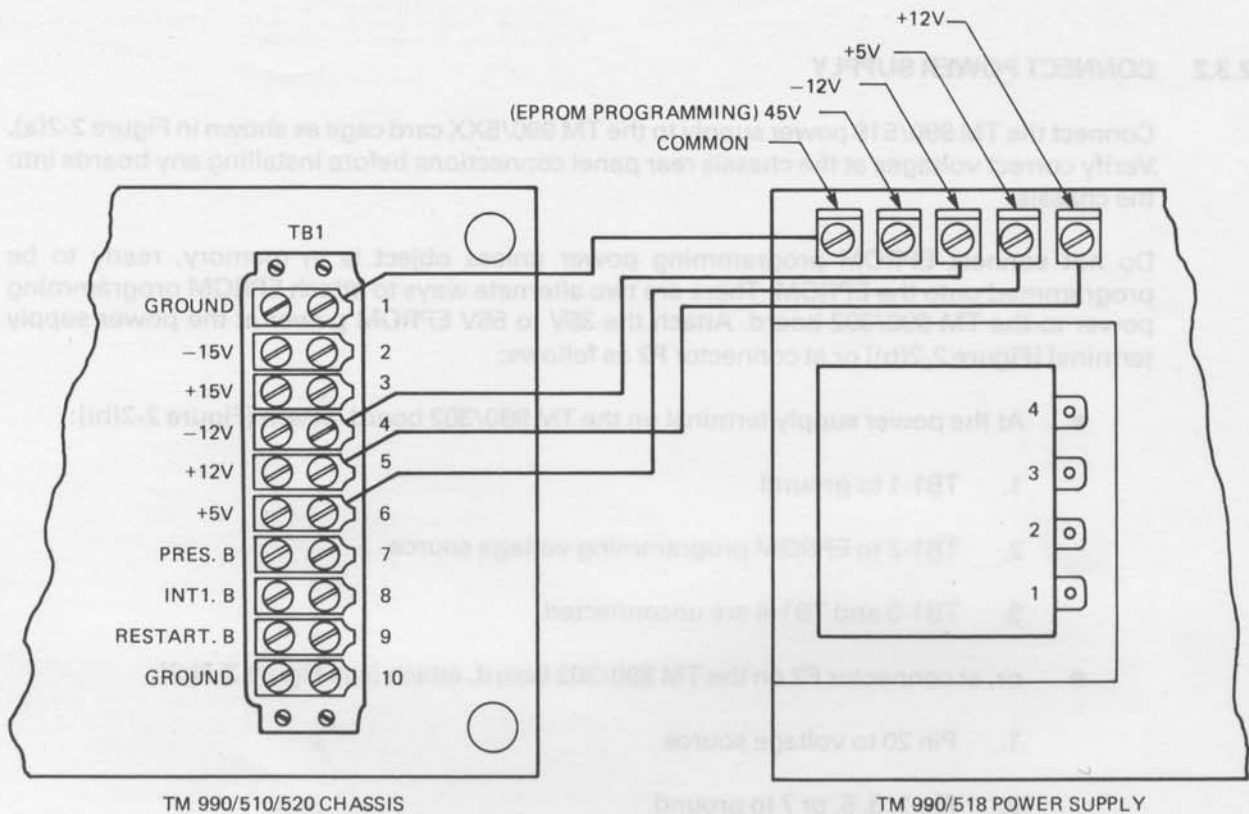 +12V
+5V
−12V
(EPROM PROGRAMMING) 45V
COMMON
TB1
GROUND 1
−15V 2
+15V 3
−12V 4
+12V 5
+5V 6
PRES. B 7
INT1. B 8
RESTART. B 9
GROUND 10
4
3
2
1
TM 990/510/520 CHASSIS
TM 990/518 POWER SUPPLY
2.3.2 CONNECT POWER SUPPLY
Connect the TM 990/518 power supply to the TM 990/5XX card cage as shown in Figure 2-2(a).
Verify correct voltages at the chassis rear panel connections before installing any boards into
the chassis.
Do not connect EPROM programming power unless object is in memory, ready to be
programmed onto the EPROM. There are two alternate ways to attach EPROM programming
power to the TM 990/302 board. Attach the 35V to 55V EPROM power at the power supply
terminal [Figure 2-2(b)] or at connector P2 as follows:
At the power supply terminal on the TM 990/302 board, [Figure 2-2(b)]:
1. TB1-1 to ground
2. TB1-2 to EPROM programming voltage source
3. TB1-3 and TB1-4 are unconnected
or, at connector P2 on the TM 990/302 board, attach
1. Pin 20 to voltage source
5, or 7 to ground